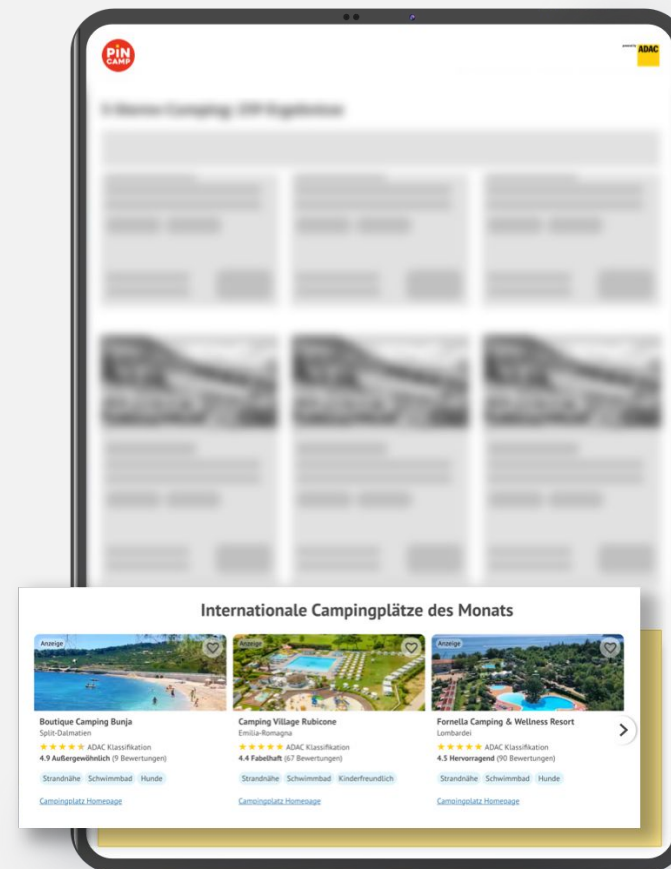 PiN
CAMP
powered by ADAC
Internationale Campingplätze des Monats
Anzeige
Boutique Camping Bunja
Split-Dalmatien
ADAC Klassifikation
4.9 Außergewöhnlich (9 Bewertungen)
Strandnähe Schwimmbad Hunde
Campingplatz Homepage
Anzeige
Camping Village Rubicone
Emilia-Romagna
ADAC Klassifikation
4.4 Fabelhaft (67 Bewertungen)
Strandnähe Schwimmbad Kinderfreundlich
Campingplatz Homepage
Anzeige
Fornella Camping & Wellness Resort
Lombardei
ADAC Klassifikation
4.5 Hervorragend (90 Bewertungen)
Strandnähe Schwimmbad Hunde
Campingplatz Homepage